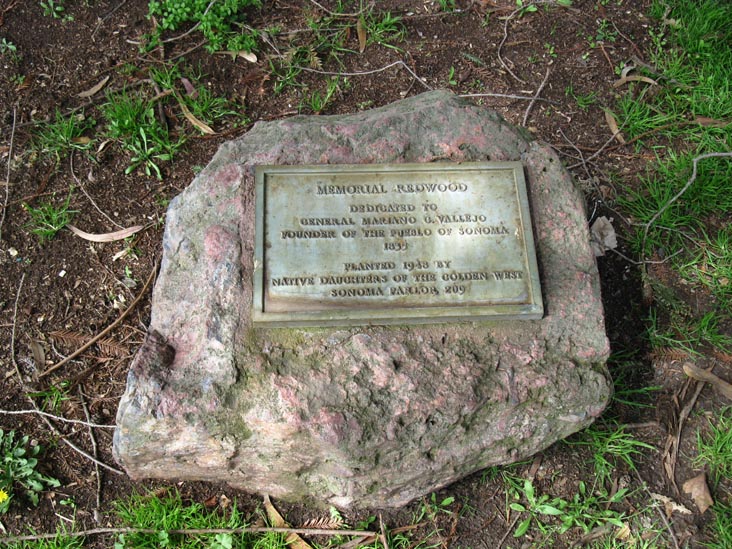 MEMORIAL REDWOOD
DEDICATED TO
GENERAL MARIANO G. VALLEJO
FOUNDER OF THE PUEBLO OF SONOMA
1835
PLANTED 1948 BY
NATIVE DAUGHTERS OF THE GOLDEN WEST
SONOMA PARLOR, 209